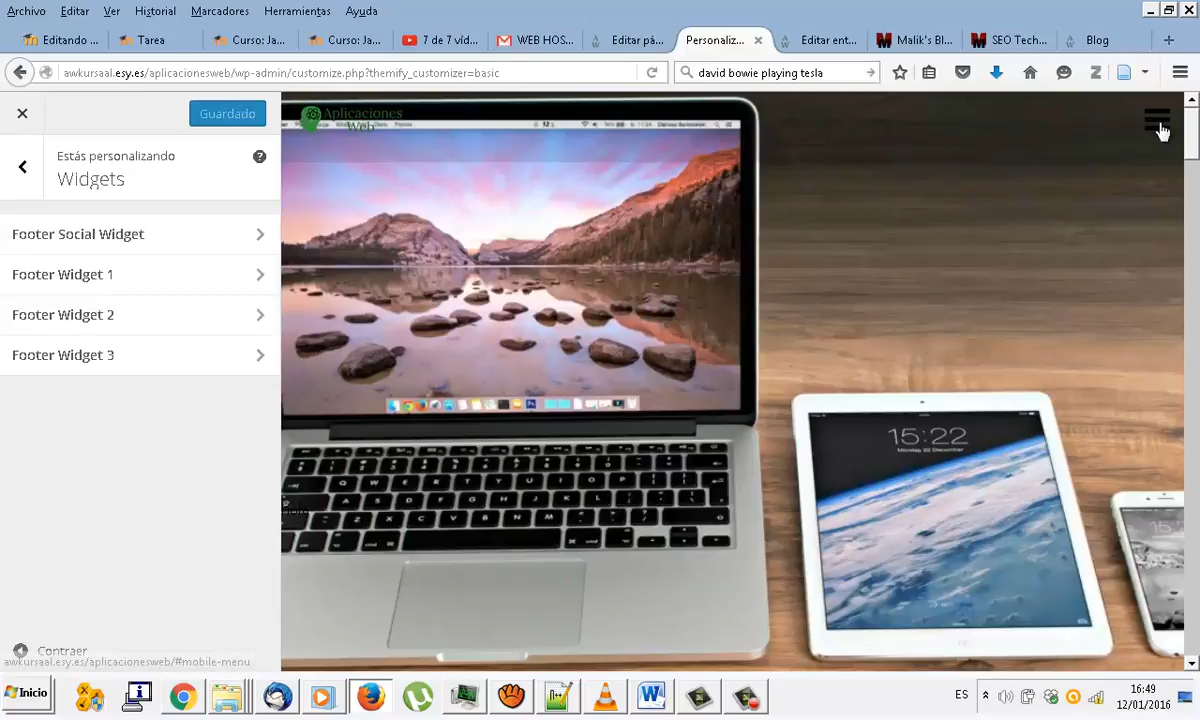 Archivo Editar Ver Historial Marcadores Herramientas Ayuda
Editando ... Tarea Curso: Ja... Curso: Ja... 7 de 7 víd... WEB HOS... Editar pá... Personaliz... Editar ent... Malik's Bl... SEO Tech... Blog
awkursaal.esy.es/aplicacionesweb/wp-admin/customize.php?themify_customizer=basic
david bowie playing tesla
Guardado
Aplicaciones
Web
Estás personalizando
Widgets
Footer Social Widget
Footer Widget 1
Footer Widget 2
Footer Widget 3
15:22
Monday 22 December
Contraer
awkursaal.esy.es/aplicacionesweb/#mobile-menu
Inicio
ES
16:49
12/01/2016